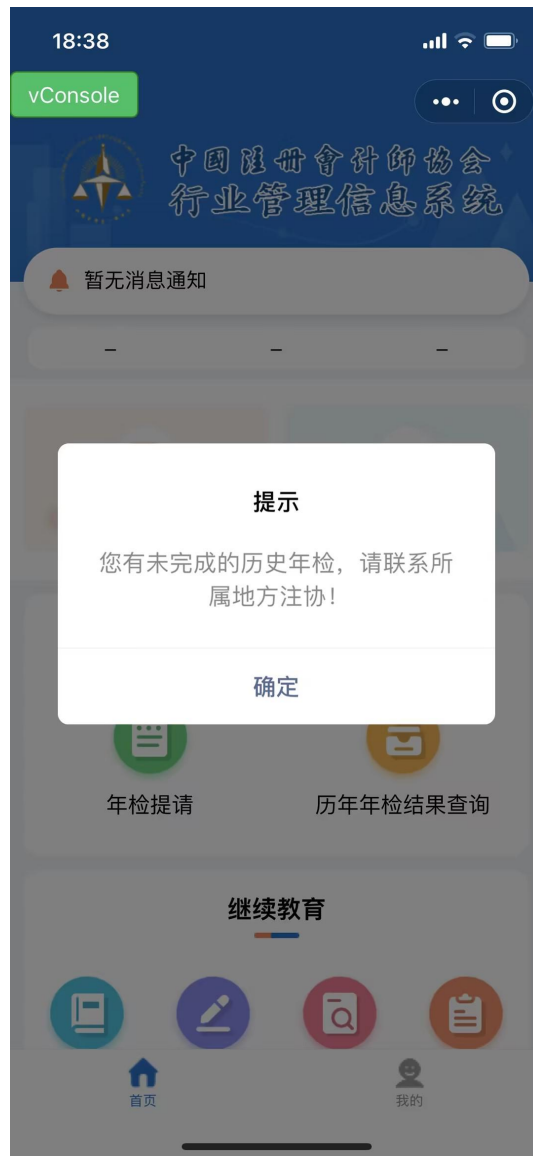 18:38
vConsole
中國註冊會計師協会
行业管理信息系统
暂无消息通知
– – –
提示
您有未完成的历史年检，请联系所
属地方注协！
确定
年检提请 历年年检结果查询
继续教育
首页 我的